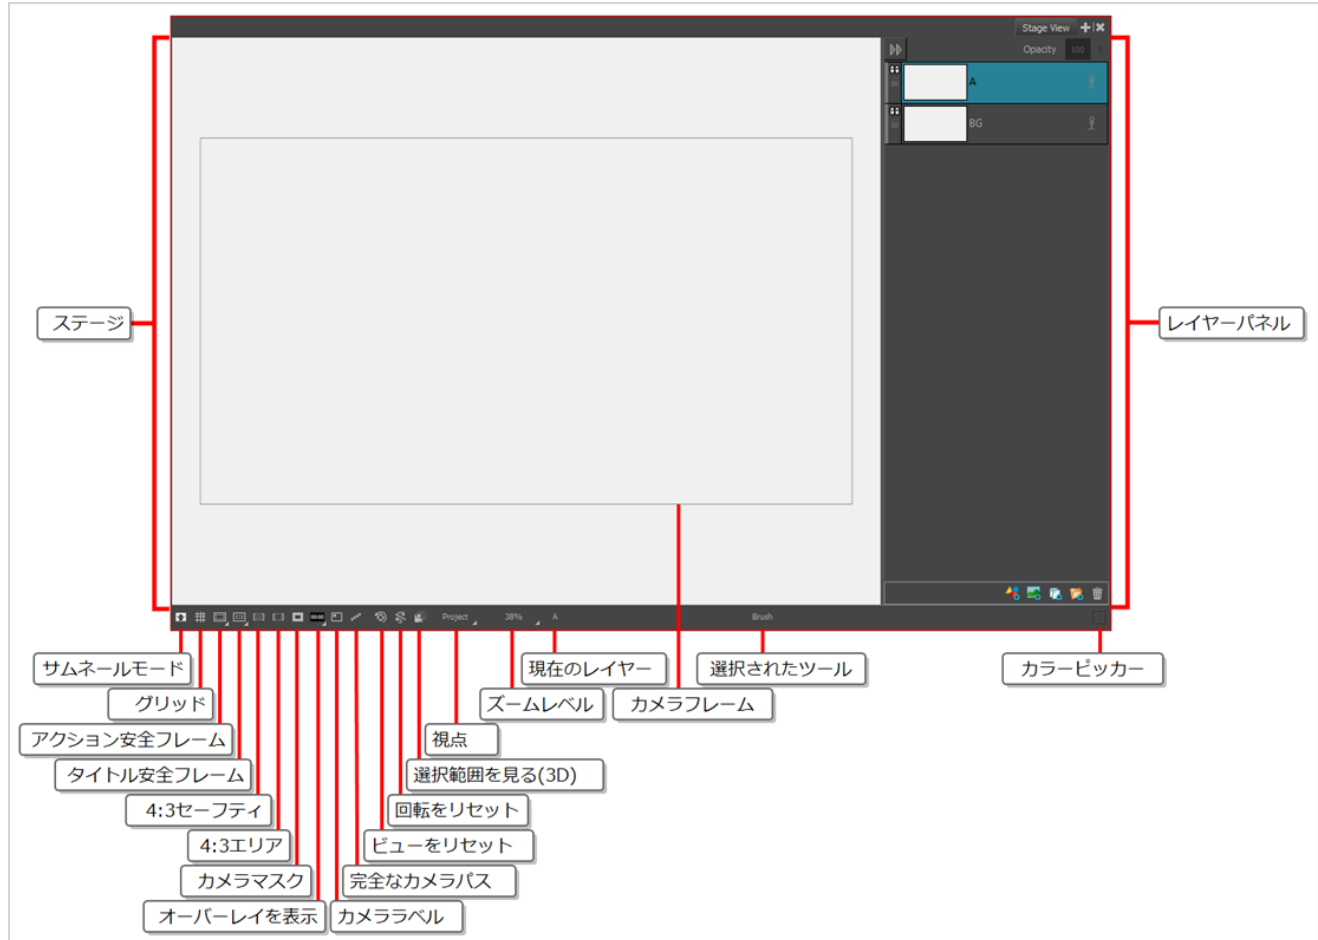 Stage View
Opacity 100
A
BG
ステージ
レイヤーパネル
00:00
Project
38%
A
Brush
サムネールモード
現在のレイヤー
選択されたツール
カラーピッカー
グリッド
ズームレベル
カメラフレーム
アクション安全フレーム
視点
タイトル安全フレーム
選択範囲を見る(3D)
4:3セーフティ
回転をリセット
4:3エリア
ビューをリセット
カメラマスク
完全なカメラパス
オーバーレイを表示
カメララベル